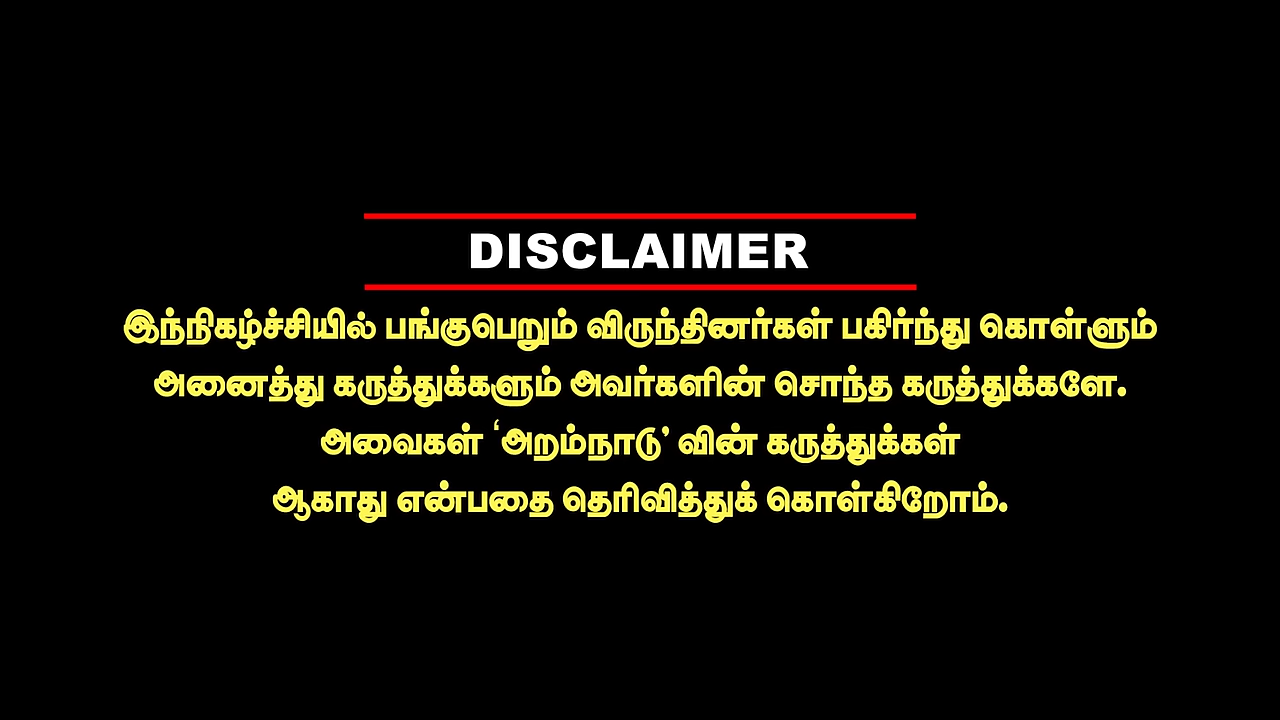 DISCLAIMER
இந்நிகழ்ச்சியில் பங்குபெறும் விருந்தினர்கள் பகிர்ந்து கொள்ளும்
அனைத்து கருத்துக்களும் அவர்களின் சொந்த கருத்துக்களே.
அவைகள் ‘அறம்நாடு’ வின் கருத்துக்கள்
ஆகாது என்பதை தெரிவித்துக் கொள்கிறோம்.